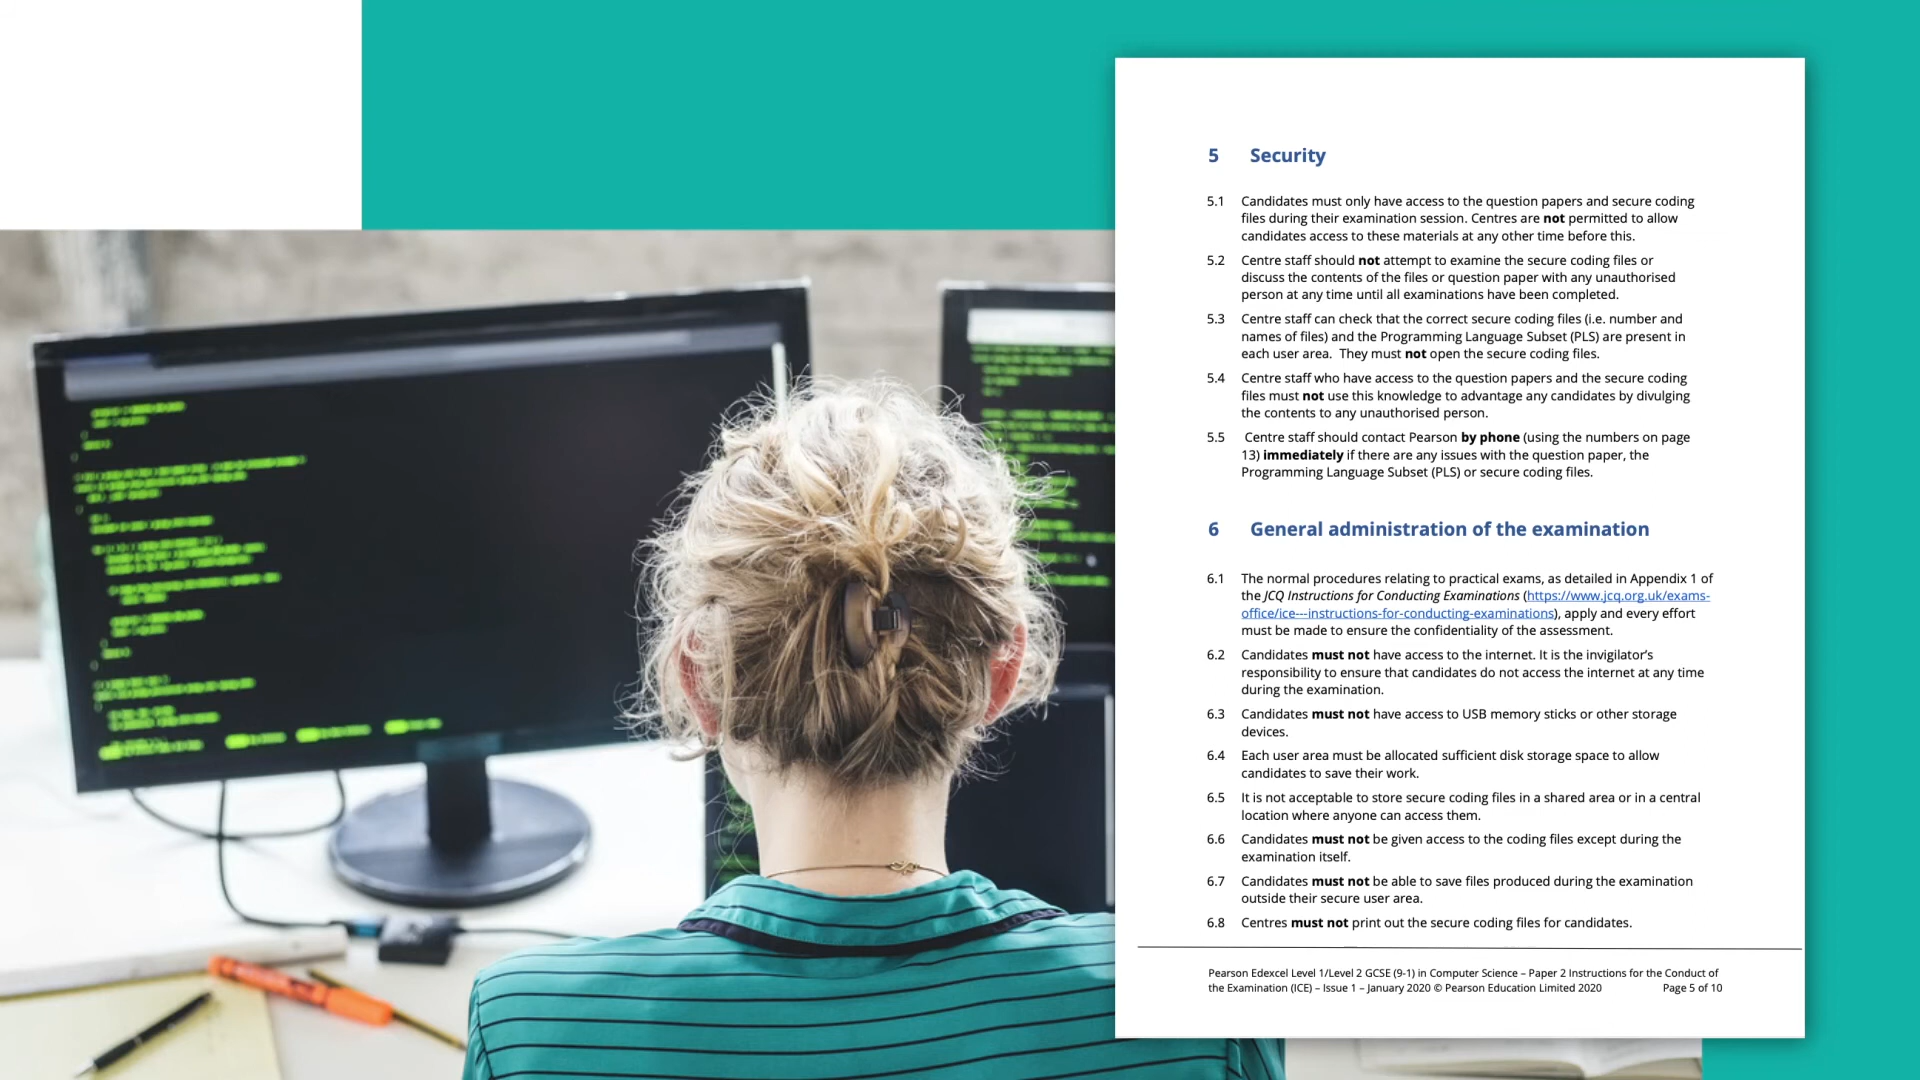 5 Security
5.1 Candidates must only have access to the question papers and secure coding
files during their examination session. Centres are not permitted to allow
candidates access to these materials at any other time before this.
5.2 Centre staff should not attempt to examine the secure coding files or
discuss the contents of the files or question paper with any unauthorised
person at any time until all examinations have been completed.
5.3 Centre staff can check that the correct secure coding files (i.e. number and
names of files) and the Programming Language Subset (PLS) are present in
each user area. They must not open the secure coding files.
5.4 Centre staff who have access to the question papers and the secure coding
files must not use this knowledge to advantage any candidates by divulging
the contents to any unauthorised person.
5.5 Centre staff should contact Pearson by phone (using the numbers on page
13) immediately if there are any issues with the question paper, the
Programming Language Subset (PLS) or secure coding files.
6 General administration of the examination
6.1 The normal procedures relating to practical exams, as detailed in Appendix 1 of
the JCQ Instructions for Conducting Examinations (https://www.jcq.org.uk/exams-
office/ice---instructions-for-conducting-examinations), apply and every effort
must be made to ensure the confidentiality of the assessment.
6.2 Candidates must not have access to the internet. It is the invigilator's
responsibility to ensure that candidates do not access the internet at any time
during the examination.
6.3 Candidates must not have access to USB memory sticks or other storage
devices.
6.4 Each user area must be allocated sufficient disk storage space to allow
candidates to save their work.
6.5 It is not acceptable to store secure coding files in a shared area or in a central
location where anyone can access them.
6.6 Candidates must not be given access to the coding files except during the
examination itself.
6.7 Candidates must not be able to save files produced during the examination
outside their secure user area.
6.8 Centres must not print out the secure coding files for candidates.
Pearson Edexcel Level 1/Level 2 GCSE (9-1) in Computer Science – Paper 2 Instructions for the Conduct of
the Examination (ICE) – Issue 1 – January 2020 © Pearson Education Limited 2020 Page 5 of 10